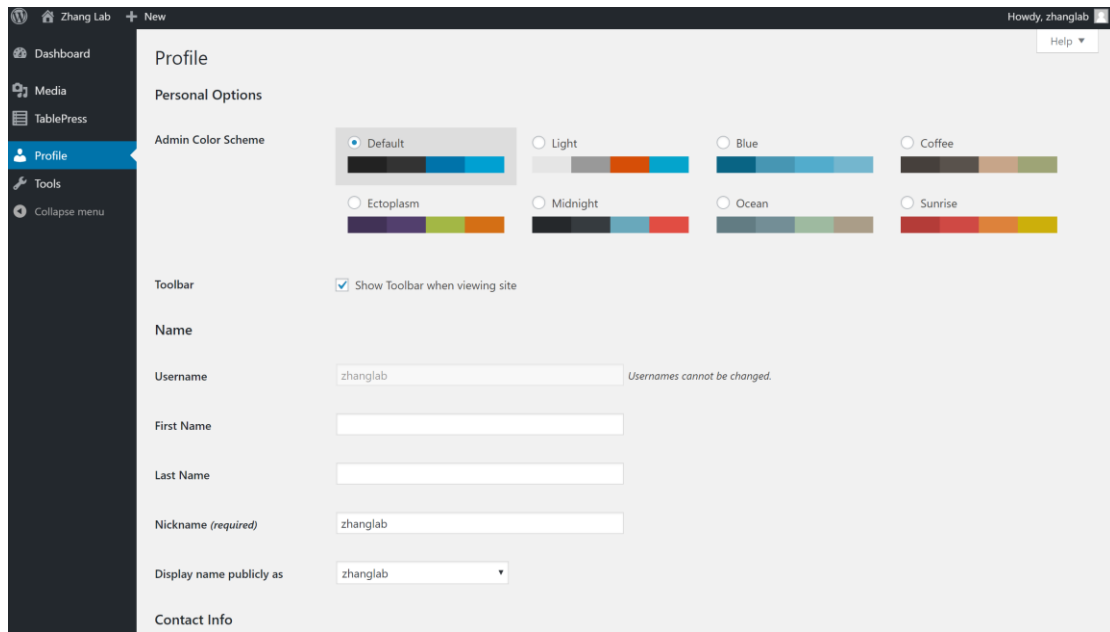 Zhang Lab + New Howdy, zhanglab
Help ▼
Dashboard
Media
TablePress
Profile
Tools
Collapse menu
Profile
Personal Options
Admin Color Scheme
Default
Light
Blue
Coffee
Ectoplasm
Midnight
Ocean
Sunrise
Toolbar
Show Toolbar when viewing site
Name
Username
zhanglab
Usernames cannot be changed.
First Name
Last Name
Nickname (required)
zhanglab
Display name publicly as
zhanglab
Contact Info